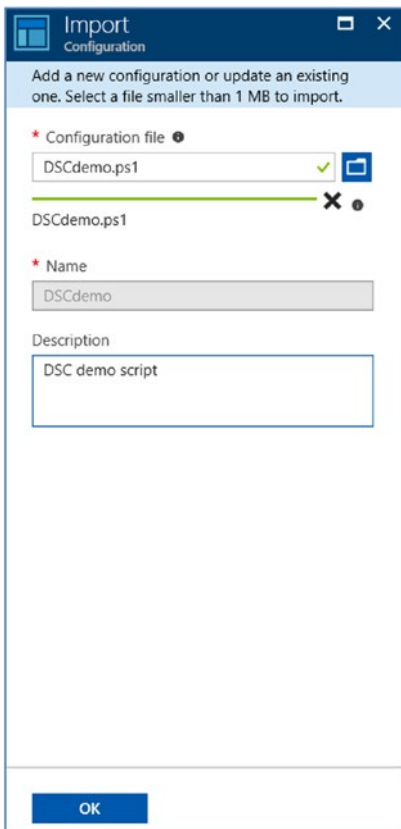 Import
Configuration
Add a new configuration or update an existing
one. Select a file smaller than 1 MB to import.
* Configuration file
DSCdemo.ps1
DSCdemo.ps1
* Name
DSCdemo
Description
DSC demo script
OK